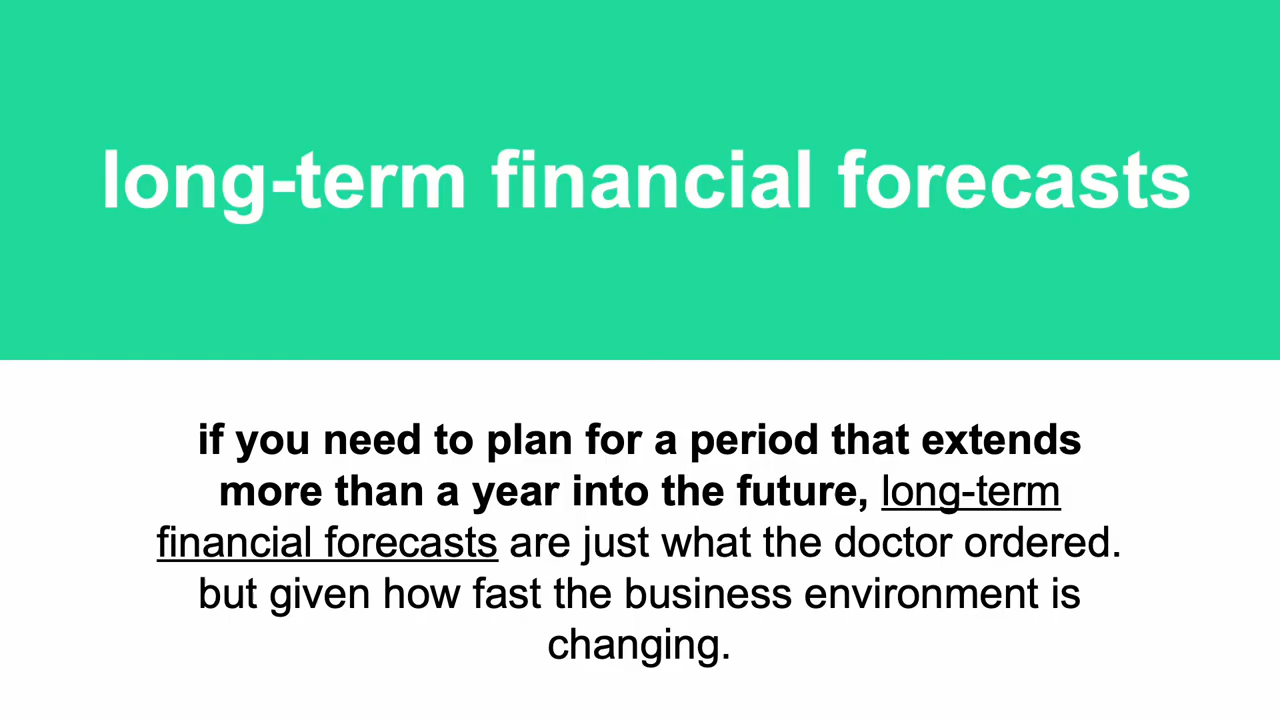 long-term financial forecasts
if you need to plan for a period that extends
more than a year into the future, long-term
financial forecasts are just what the doctor ordered.
but given how fast the business environment is
changing.